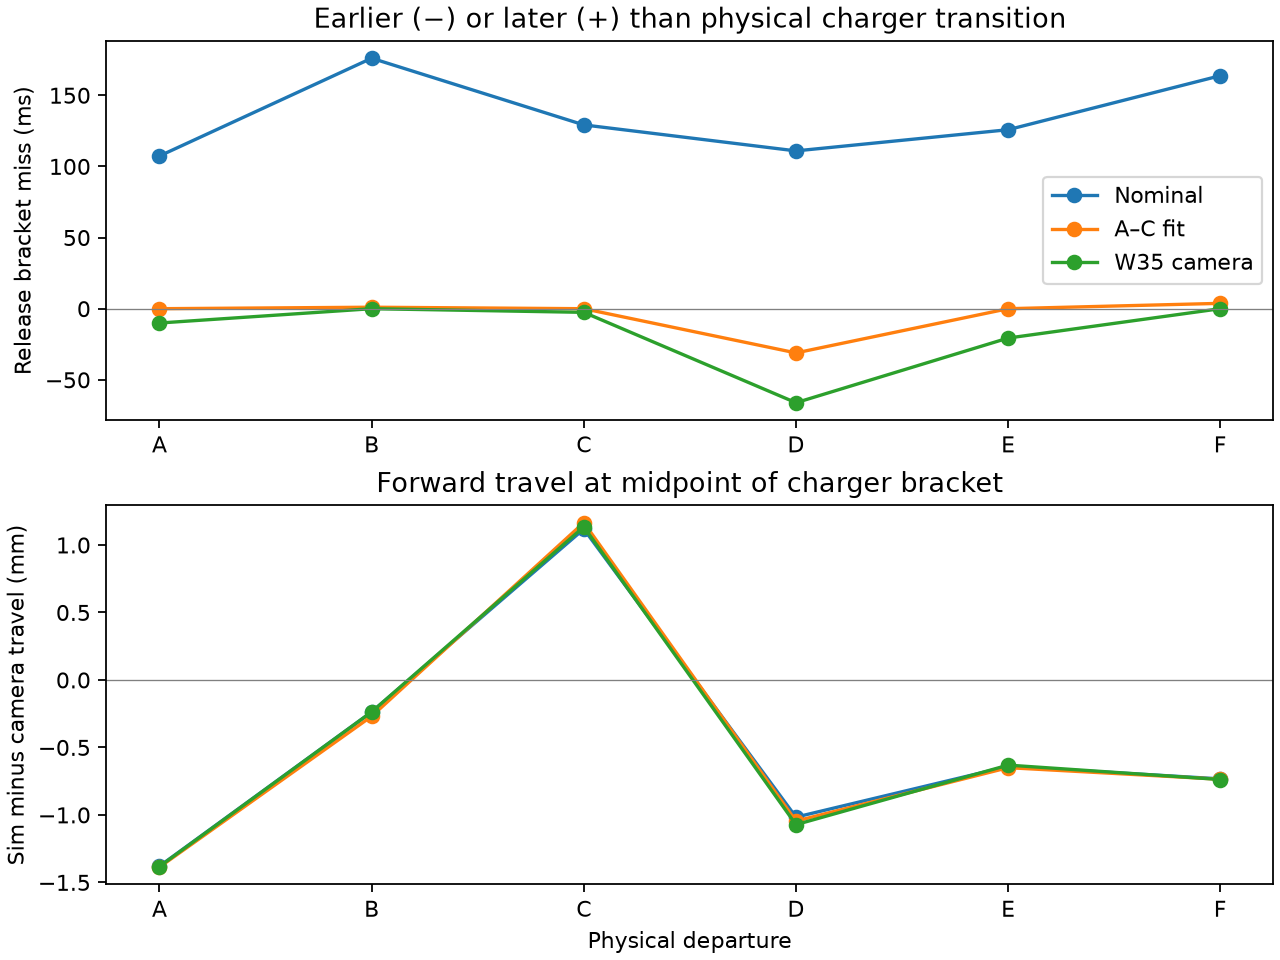 Earlier (−) or later (+) than physical charger transition
Release bracket miss (ms)
150
100
50
0
−50
Nominal
A–C fit
W35 camera
A B C D E F
Forward travel at midpoint of charger bracket
Sim minus camera travel (mm)
1.0
0.5
0.0
−0.5
−1.0
−1.5
A B C D E F
Physical departure